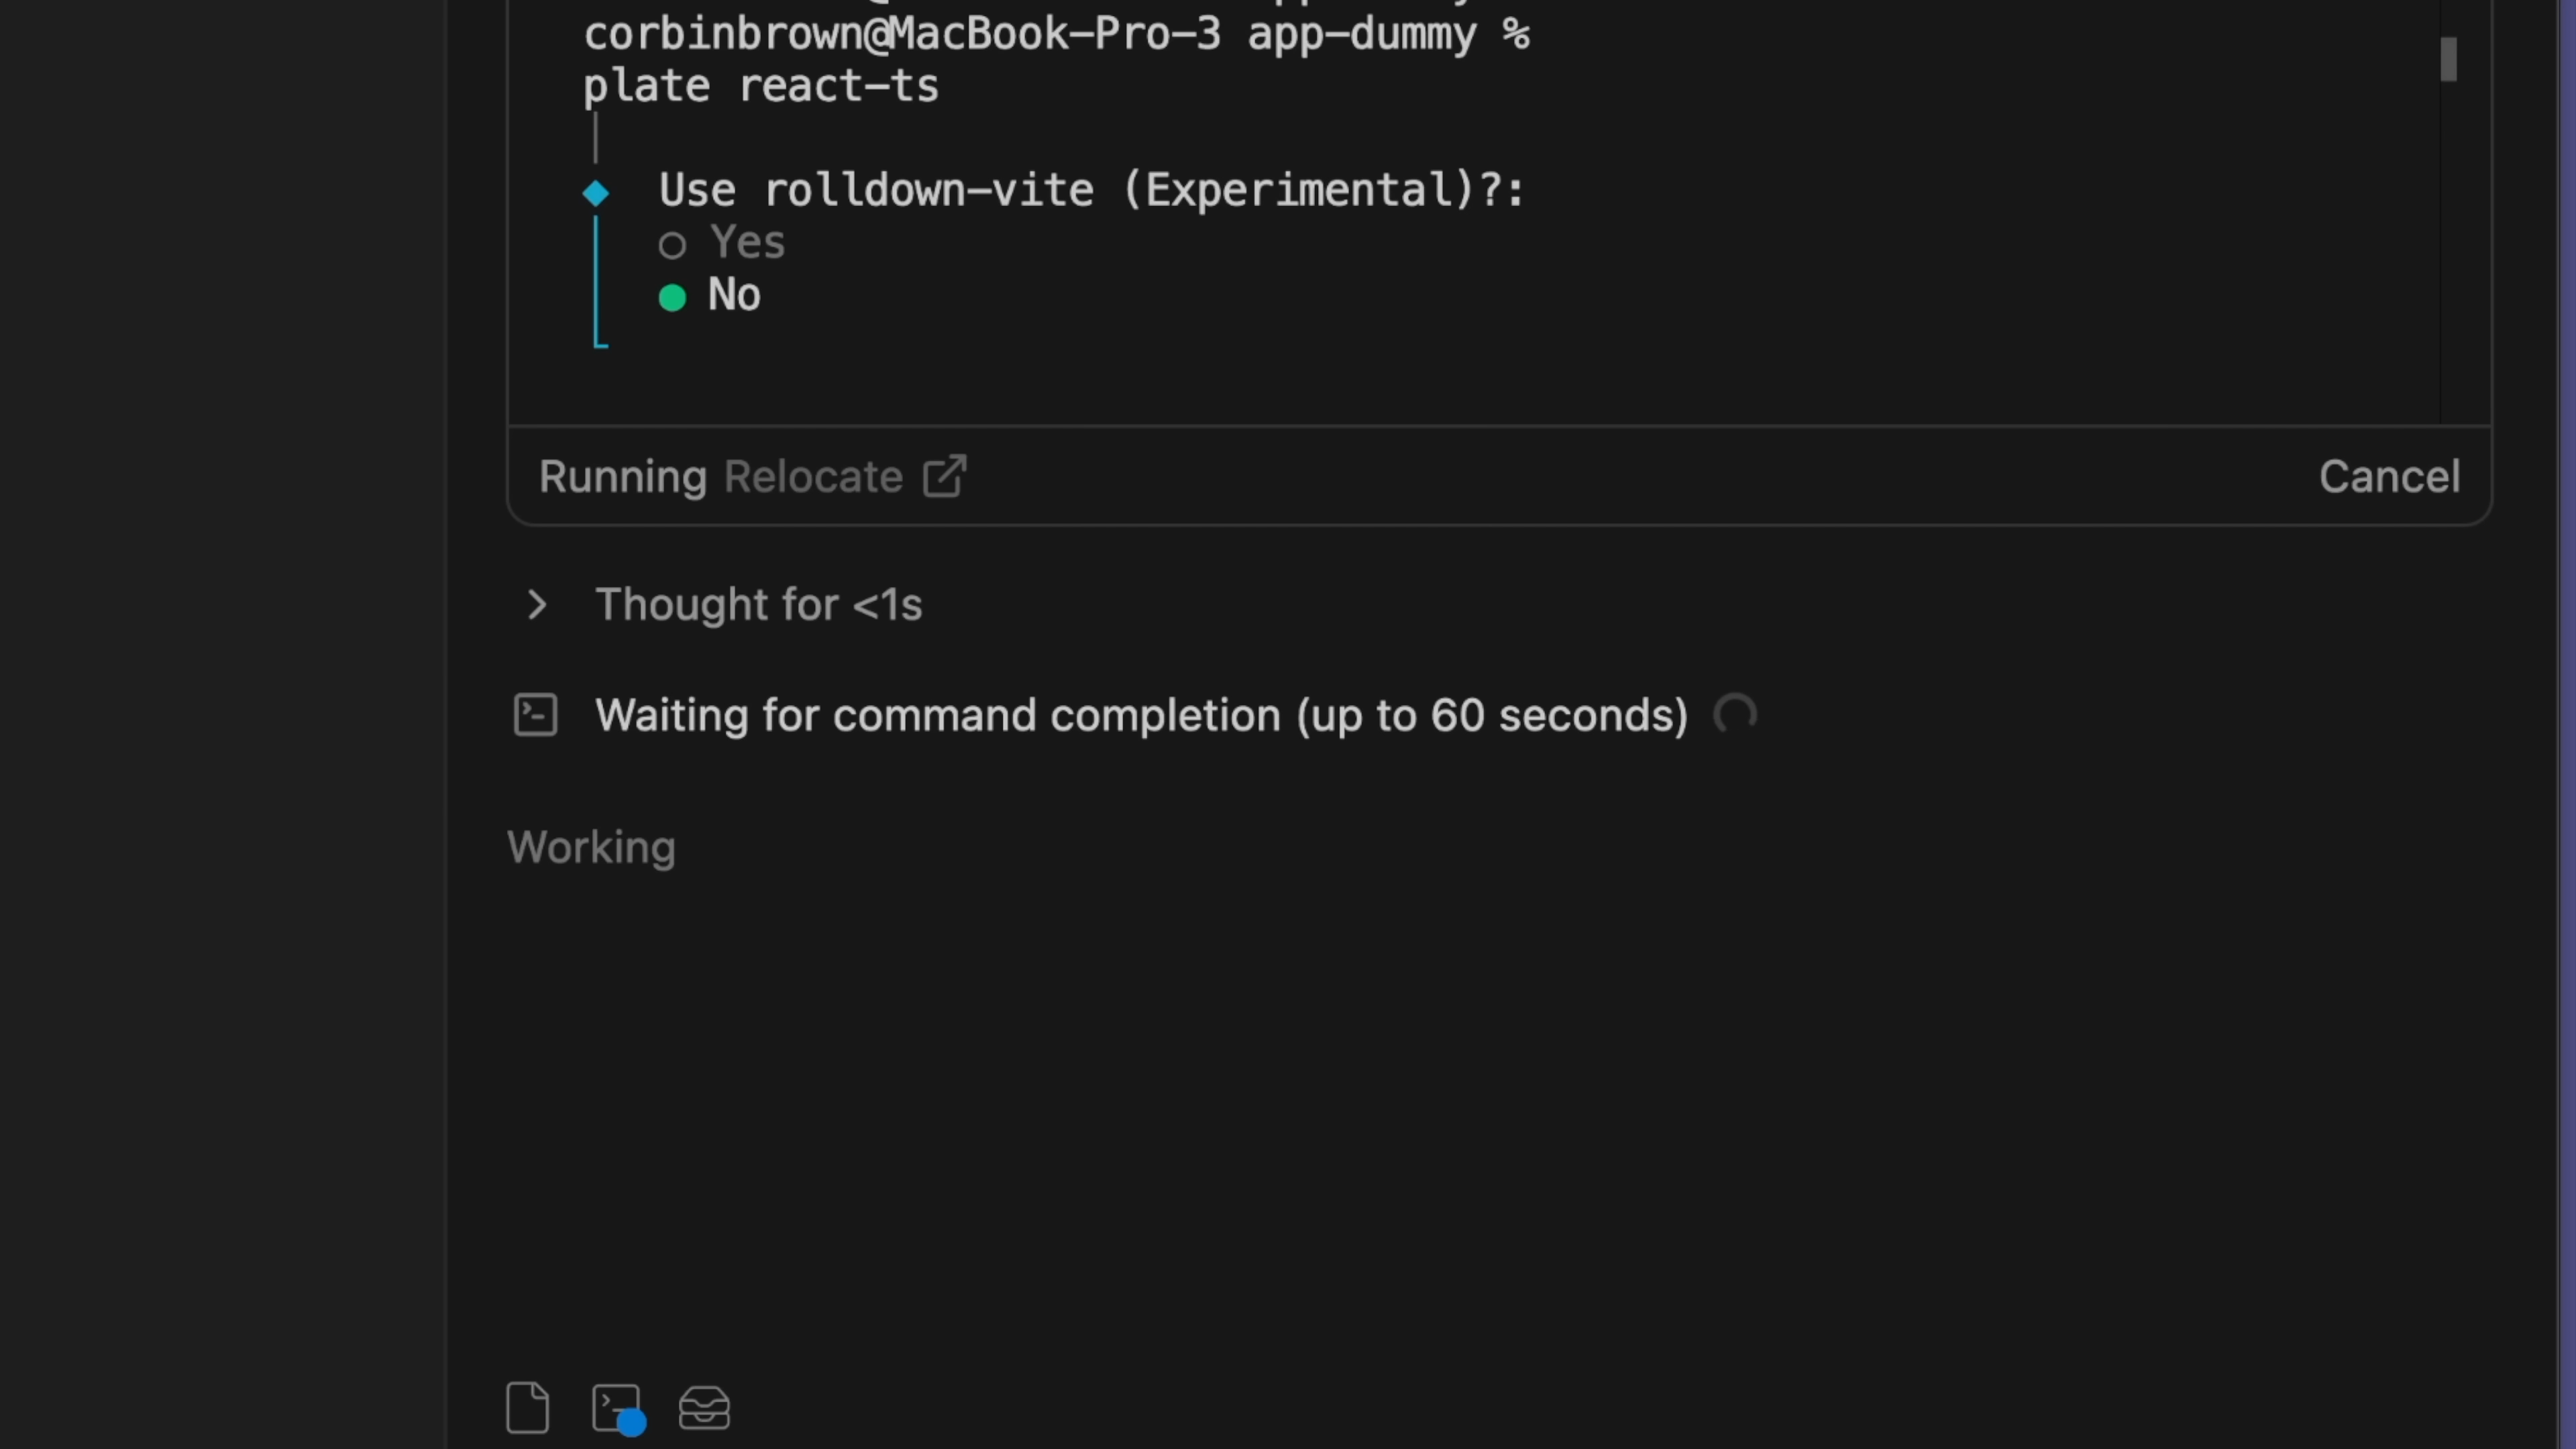 corbinbrown@MacBook-Pro-3 app-dummy %
plate react-ts
Use rolldown-vite (Experimental)?:
Yes
No
Running Relocate
Cancel
Thought for <1s
Waiting for command completion (up to 60 seconds)
Working